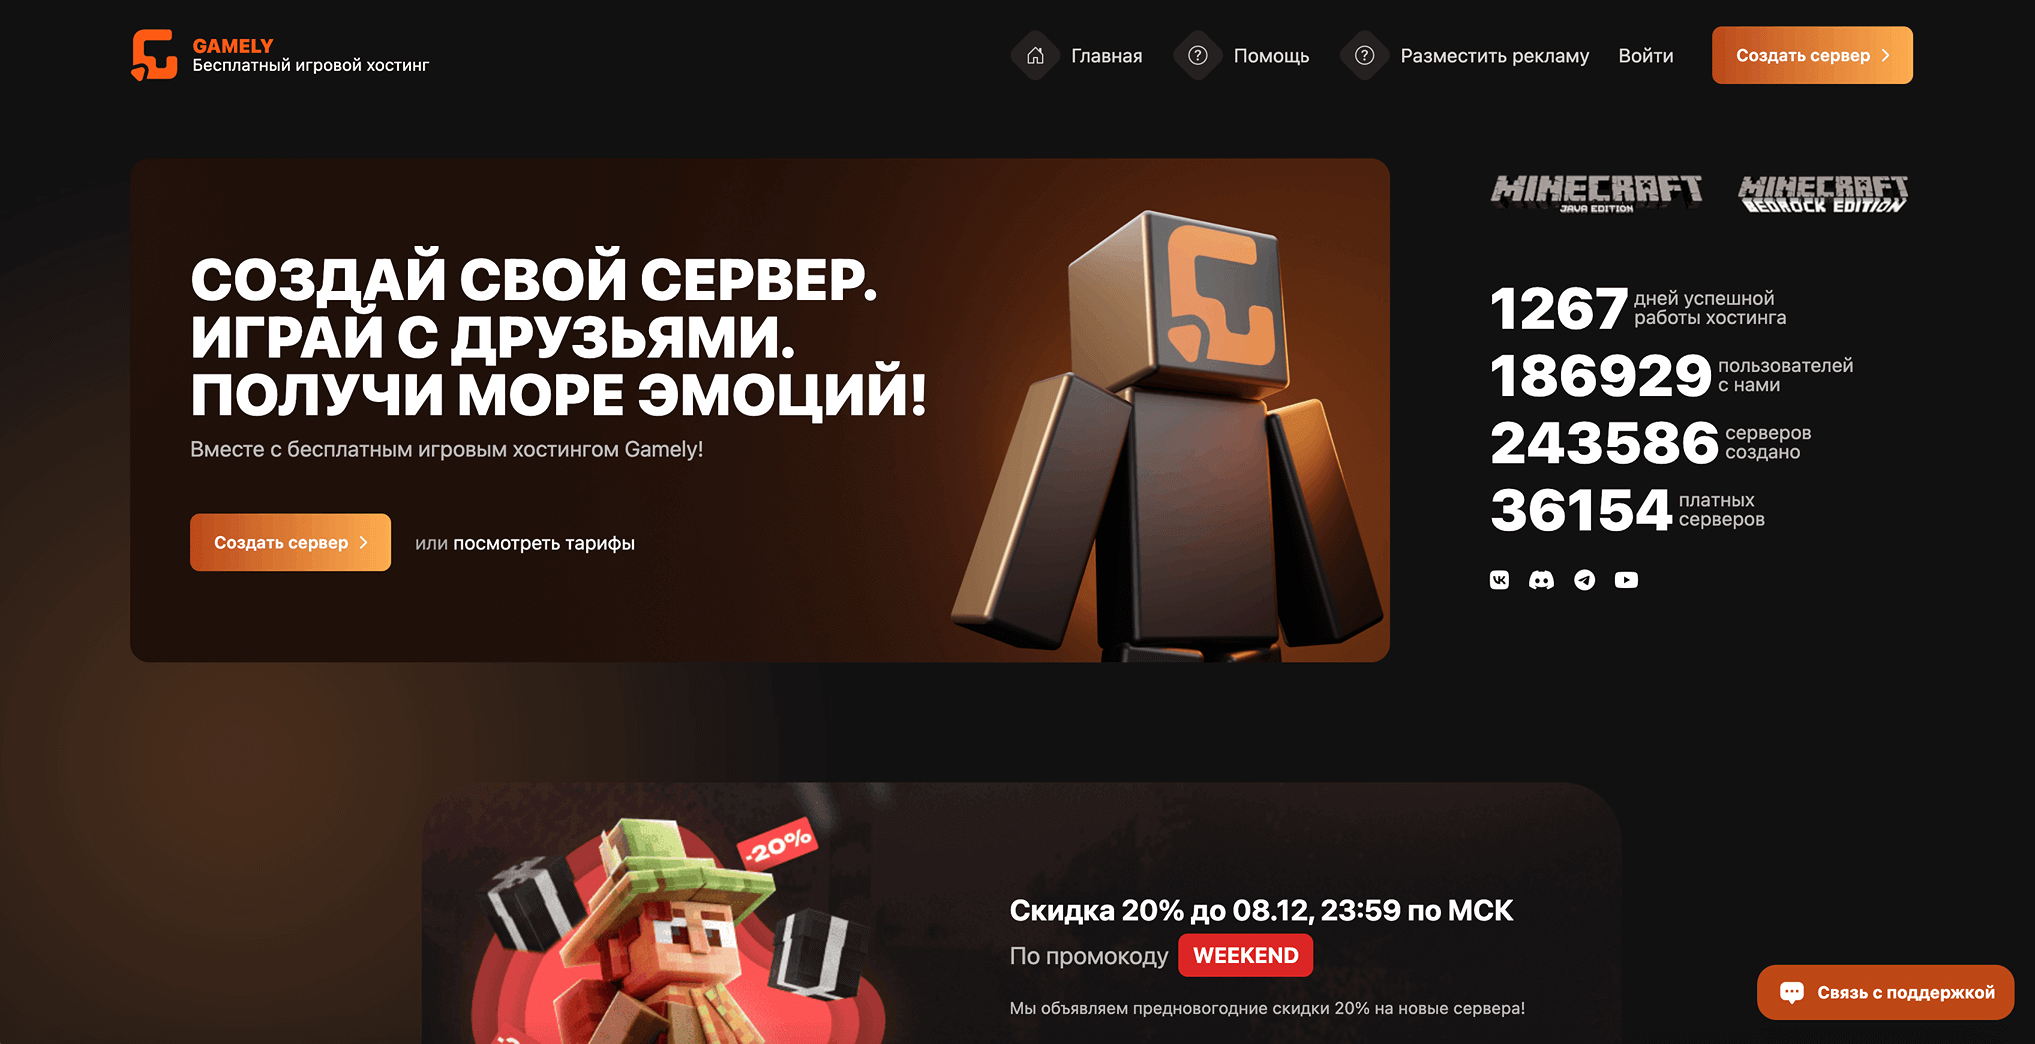 GAMELY
Бесплатный игровой хостинг
Главная
Помощь
Разместить рекламу
Войти
Создать сервер
СОЗДАЙ СВОЙ СЕРВЕР.
ИГРАЙ С ДРУЗЬЯМИ.
ПОЛУЧИ МОРЕ ЭМОЦИЙ!
Вместе с бесплатным игровым хостингом Gamely!
Создать сервер
или посмотреть тарифы
MINECRAFT
JAVA EDITION
MINECRAFT
BEDROCK EDITION
1267 дней успешной
работы хостинга
186929 пользователей
с нами
243586 серверов
создано
36154 платных
серверов
-20%
Скидка 20% до 08.12, 23:59 по МСК
По промокоду WEEKEND
Мы объявляем предновогодние скидки 20% на новые сервера!
Связь с поддержкой